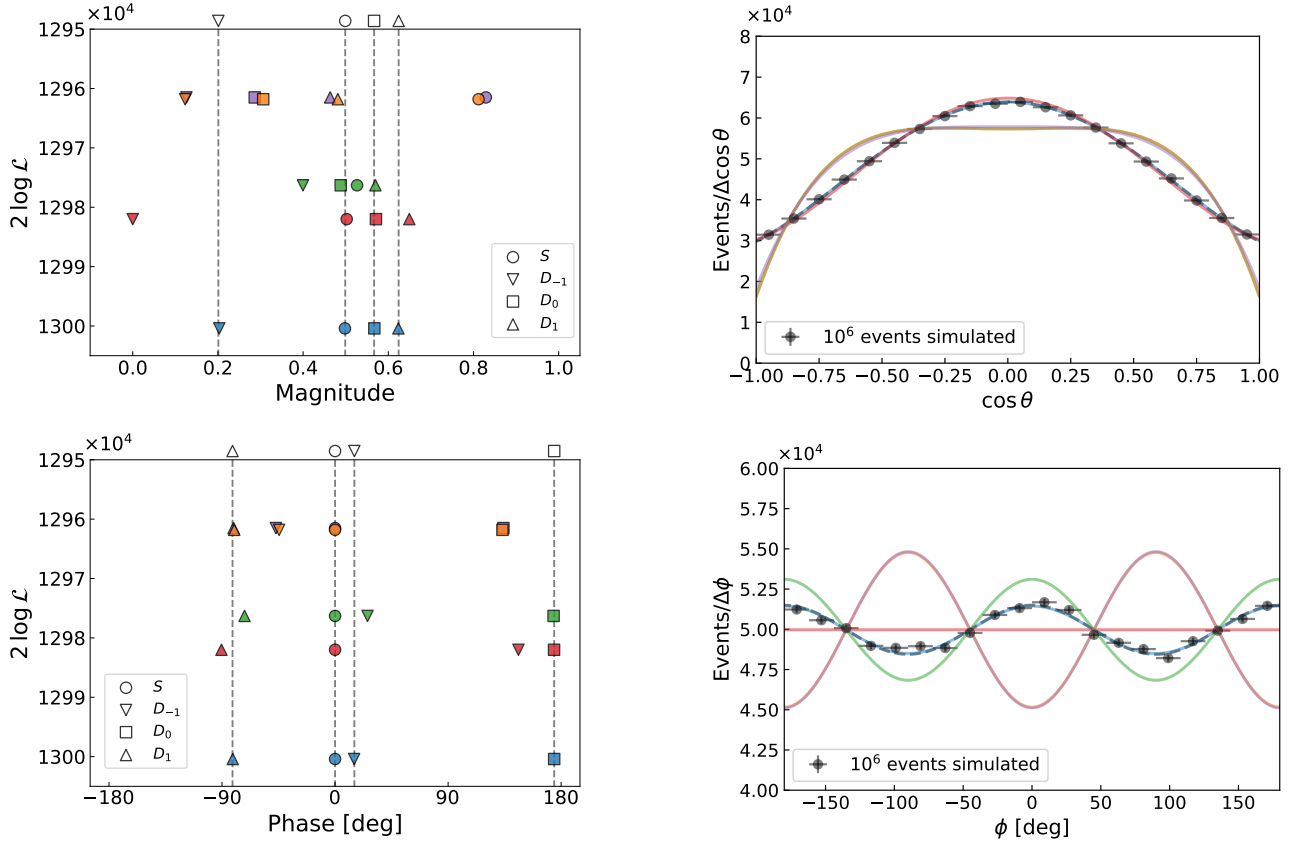 ×10⁴
1295
1296
1297
1298
1299
1300
2 log ℒ
S
D₋₁
D₀
D₁
0.0 0.2 0.4 0.6 0.8 1.0
Magnitude
×10⁴
8
7
6
5
4
3
2
1
0
Events/Δcos θ
10⁶ events simulated
−1.00 −0.75 −0.50 −0.25 0.00 0.25 0.50 0.75 1.00
cos θ
×10⁴
1295
1296
1297
1298
1299
1300
2 log ℒ
S
D₋₁
D₀
D₁
−180 −90 0 90 180
Phase [deg]
×10⁴
6.00
5.75
5.50
5.25
5.00
4.75
4.50
4.25
4.00
Events/Δϕ
10⁶ events simulated
−150 −100 −50 0 50 100 150
ϕ [deg]